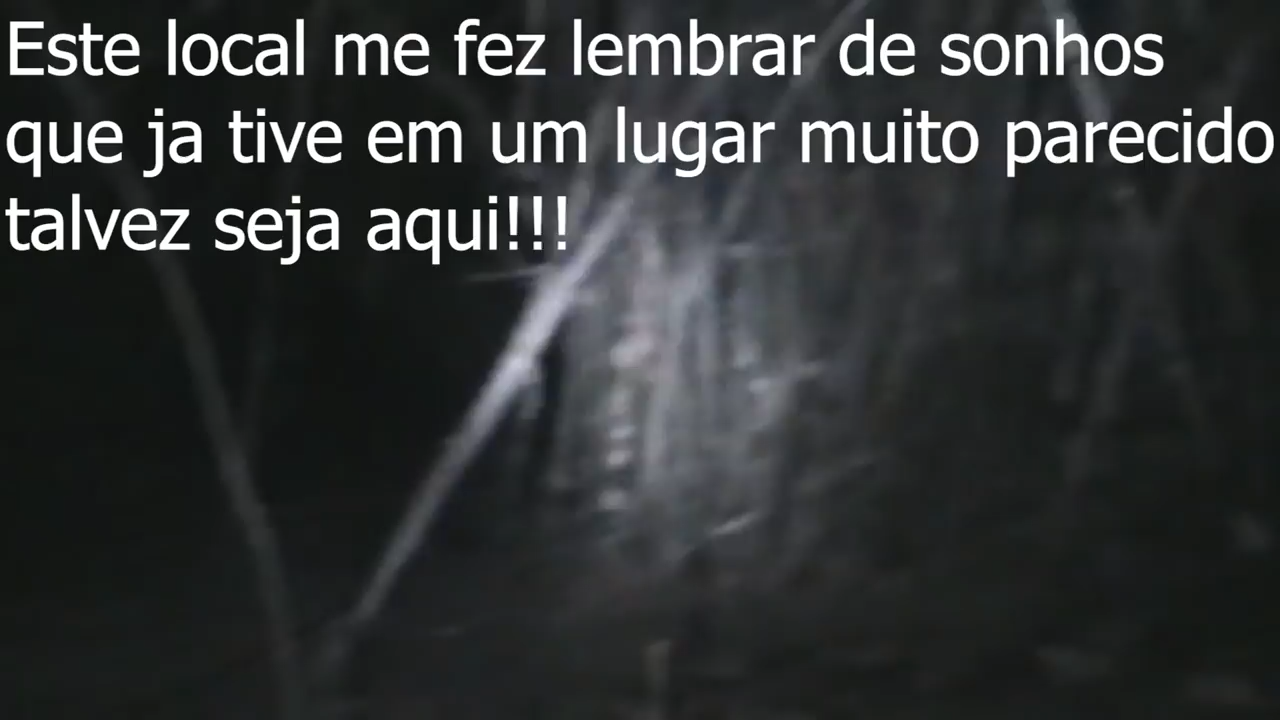 Este local me fez lembrar de sonhos
que ja tive em um lugar muito parecido
talvez seja aqui!!!